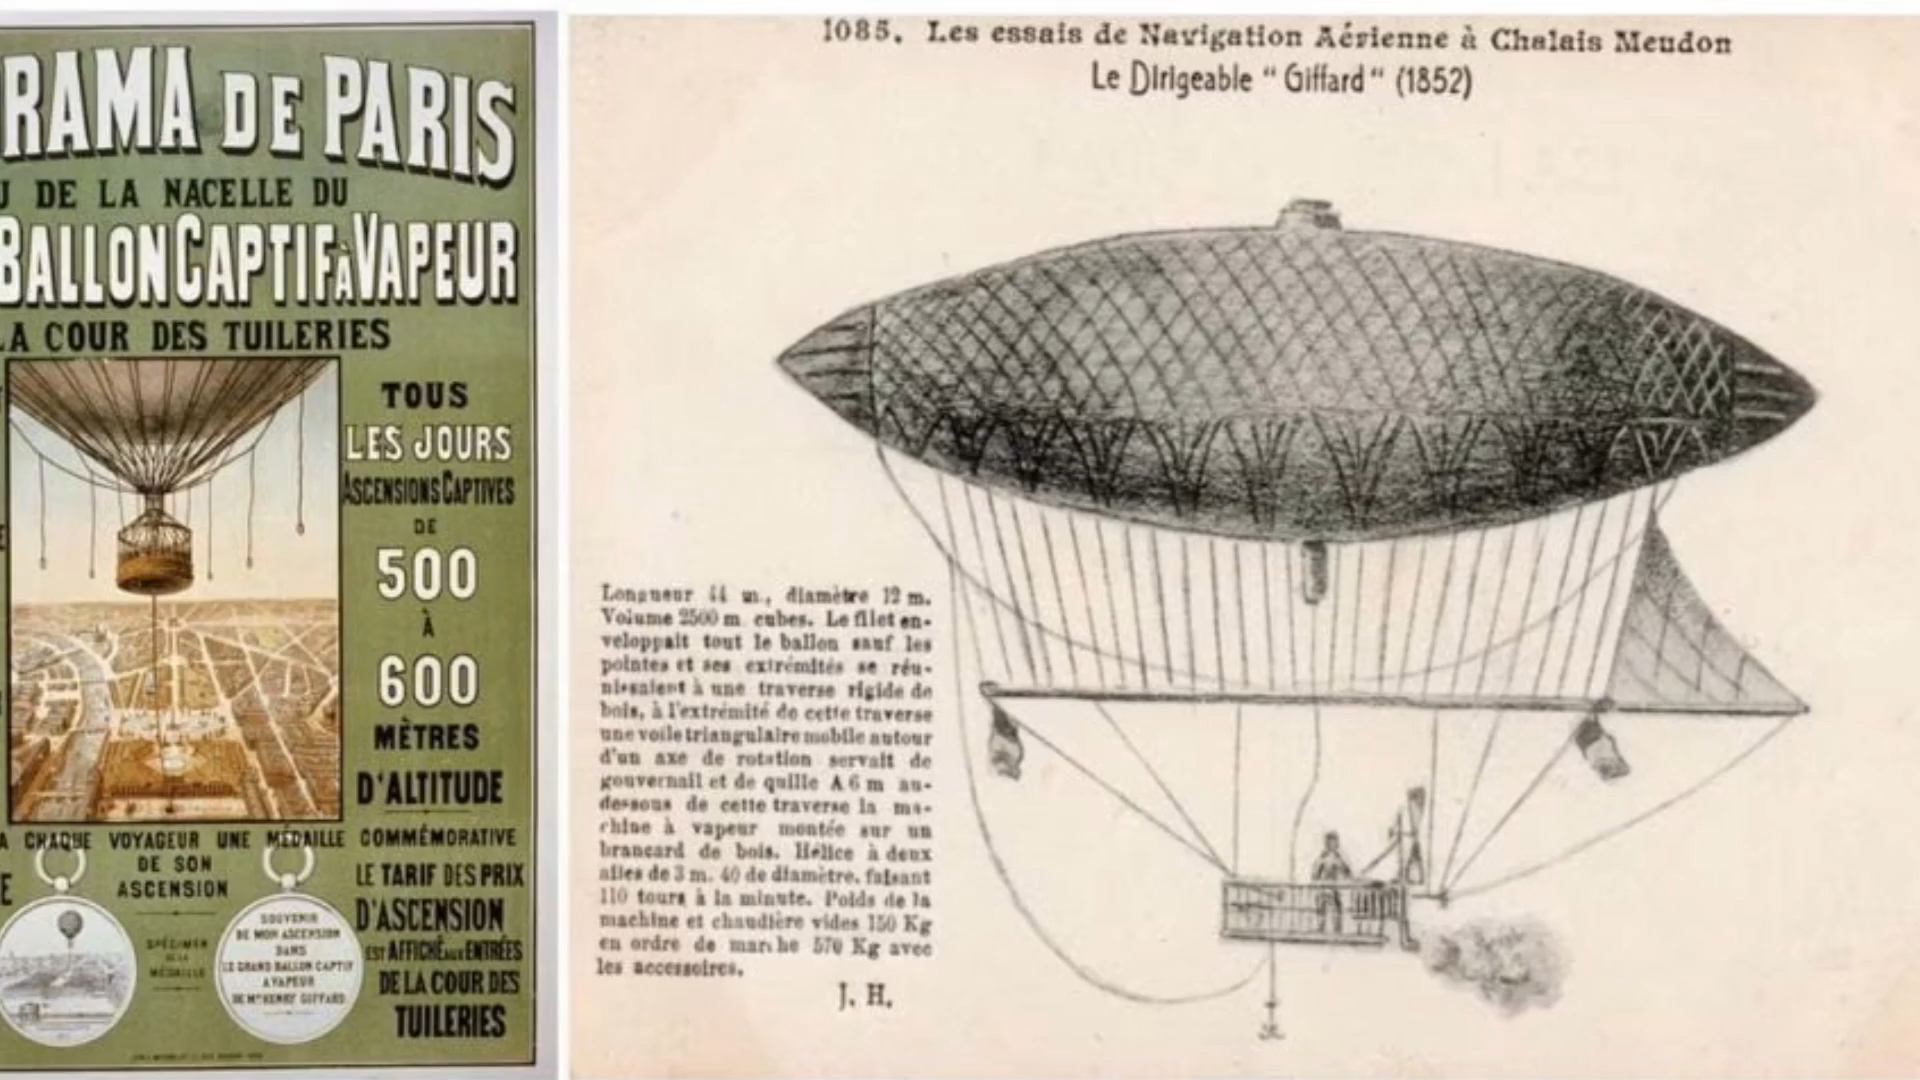 RAMA DE PARIS
DE LA NACELLE DU
BALLON CAPTIF À VAPEUR
LA COUR DES TUILERIES
TOUS
LES JOURS
ASCENSIONS CAPTIVES
DE
500
À
600
MÈTRES
D'ALTITUDE
A CHAQUE VOYAGEUR UNE MÉDAILLE COMMÉMORATIVE
DE SON
ASCENSION
LE TARIF DES PRIX
D'ASCENSION
EST AFFICHÉ AUX ENTRÉES
DE LA COUR DES
TUILERIES
SPÉCIMEN
DE LA
MÉDAILLE
SOUVENIR
DE MON ASCENSION
DANS
LE GRAND BALLON CAPTIF
A VAPEUR
DE Mr HENRY GIFFARD
1085. Les essais de Navigation Aérienne à Chalais Meudon
Le Dirigeable “ Giffard “ (1852)
Longueur 44 m., diamètre 12 m.
Volume 2500 m cubes. Le filet en-
veloppait tout le ballon sauf les
pointes et ses extrémités se réu-
nissaient à une traverse rigide de
bois, à l'extrémité de cette traverse
une voile triangulaire mobile autour
d'un axe de rotation servait de
gouvernail et de quille A 6 m au-
dessous de cette traverse la ma-
chine à vapeur montée sur un
brancard de bois. Hélice à deux
ailes de 3 m. 40 de diamètre, faisant
110 tours à la minute. Poids de la
machine et chaudière vides 150 Kg
en ordre de marche 570 Kg avec
les accessoires.
J. H.